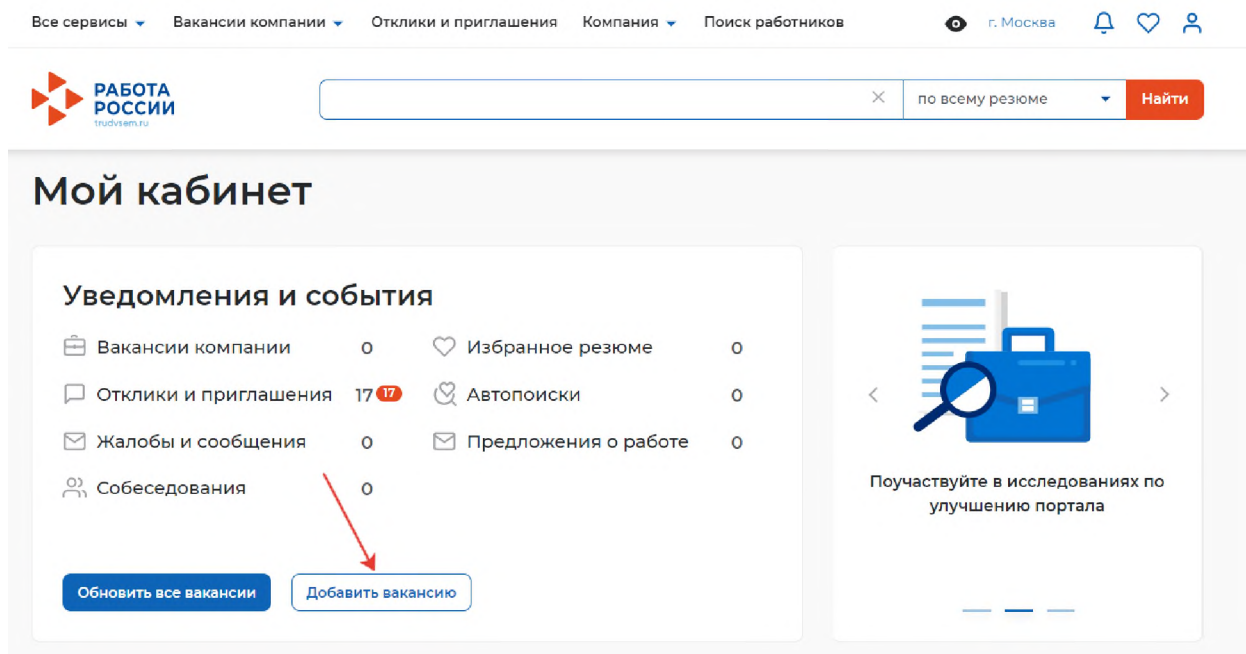 Все сервисы Вакансии компании Отклики и приглашения Компания Поиск работников г. Москва
РАБОТА
РОССИИ
trudvsem.ru
по всему резюме Найти
Мой кабинет
Уведомления и события
Вакансии компании 0 Избранное резюме 0
Отклики и приглашения 17 17 Автопоиски 0
Жалобы и сообщения 0 Предложения о работе 0
Собеседования 0
Обновить все вакансии Добавить вакансию
Поучаствуйте в исследованиях по
улучшению портала